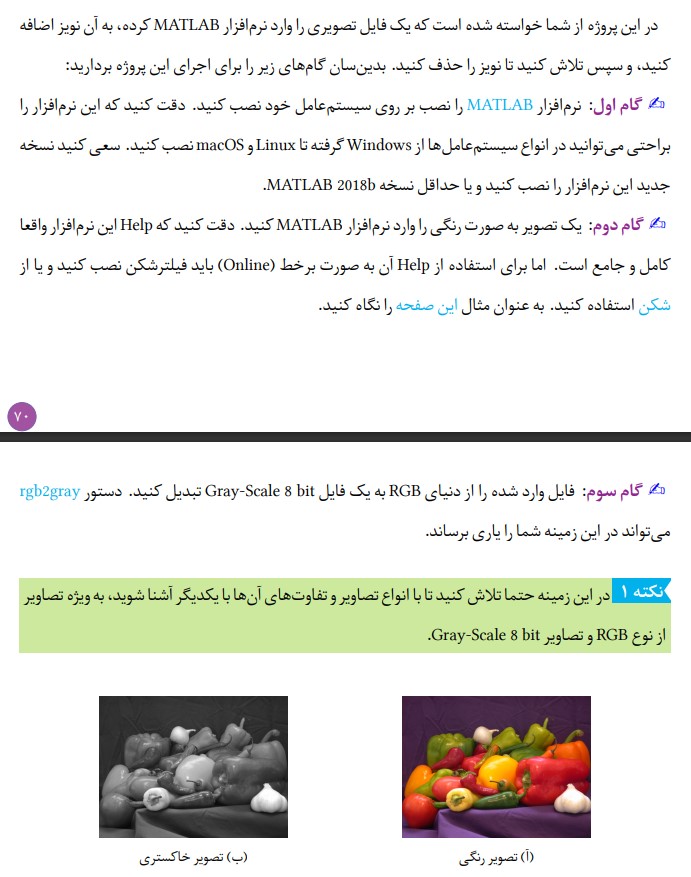 در این پروژه از شما خواسته شده است که یک فایل تصویری را وارد نرم‌افزار MATLAB کرده، به آن نویز اضافه
کنید، و سپس تلاش کنید تا نویز را حذف کنید. بدین‌سان گام‌های زیر را برای اجرای این پروژه بردارید:
✍ گام اول: نرم‌افزار MATLAB را نصب بر روی سیستم‌عامل خود نصب کنید. دقت کنید که این نرم‌افزار را
براحتی می‌توانید در انواع سیستم‌عامل‌ها از Windows گرفته تا Linux و macOS نصب کنید. سعی کنید نسخه
جدید این نرم‌افزار را نصب کنید و یا حداقل نسخه MATLAB 2018b.
✍ گام دوم: یک تصویر به صورت رنگی را وارد نرم‌افزار MATLAB کنید. دقت کنید که Help این نرم‌افزار واقعا
کامل و جامع است. اما برای استفاده از Help آن به صورت برخط (Online) باید فیلترشکن نصب کنید و یا از
شکن استفاده کنید. به عنوان مثال این صفحه را نگاه کنید.
۷۰
✍ گام سوم: فایل وارد شده را از دنیای RGB به یک فایل Gray-Scale 8 bit تبدیل کنید. دستور rgb2gray
می‌تواند در این زمینه شما را یاری برساند.
نکته ۱ در این زمینه حتما تلاش کنید تا با انواع تصاویر و تفاوت‌های آن‌ها با یکدیگر آشنا شوید، به ویژه تصاویر
از نوع RGB و تصاویر Gray-Scale 8 bit.
(آ) تصویر رنگی
(ب) تصویر خاکستری